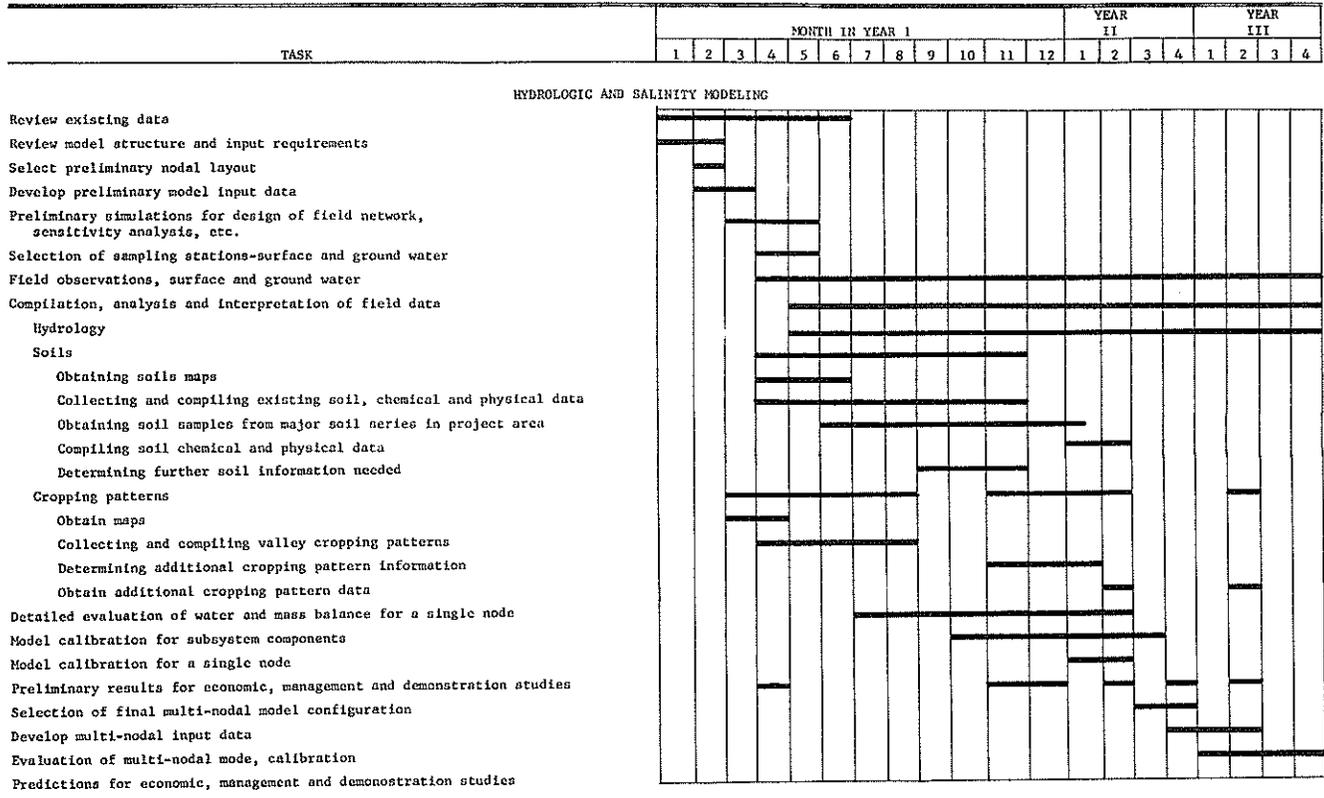 YEAR YEAR
MONTH IN YEAR 1 II III
TASK 1 2 3 4 5 6 7 8 9 10 11 12 1 2 3 4 1 2 3 4
HYDROLOGIC AND SALINITY MODELING
Review existing data
Review model structure and input requirements
Select preliminary nodal layout
Develop preliminary model input data
Preliminary simulations for design of field network,
sensitivity analysis, etc.
Selection of sampling stations-surface and ground water
Field observations, surface and ground water
Compilation, analysis and interpretation of field data
Hydrology
Soils
Obtaining soils maps
Collecting and compiling existing soil, chemical and physical data
Obtaining soil samples from major soil series in project area
Compiling soil chemical and physical data
Determining further soil information needed
Cropping patterns
Obtain maps
Collecting and compiling valley cropping patterns
Determining additional cropping pattern information
Obtain additional cropping pattern data
Detailed evaluation of water and mass balance for a single node
Model calibration for subsystem components
Model calibration for a single node
Preliminary results for economic, management and demonstration studies
Selection of final multi-nodal model configuration
Develop multi-nodal input data
Evaluation of multi-nodal mode, calibration
Predictions for economic, management and demonostration studies